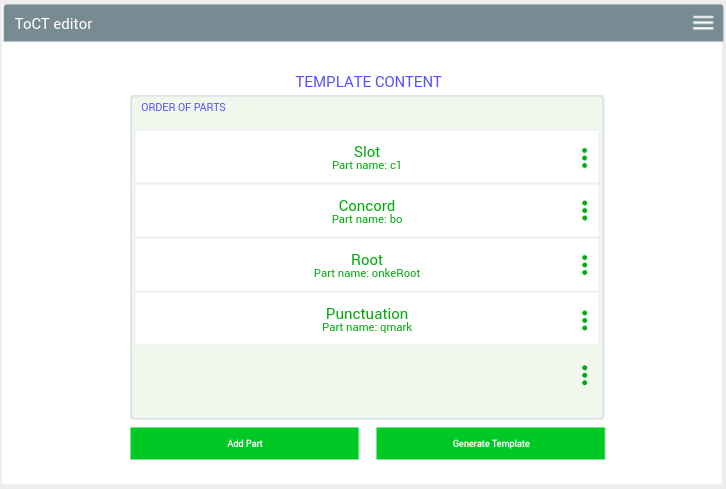 ToCT editor
TEMPLATE CONTENT
ORDER OF PARTS
Slot
Part name: c1
Concord
Part name: bo
Root
Part name: onkeRoot
Punctuation
Part name: qmark
Add Part
Generate Template